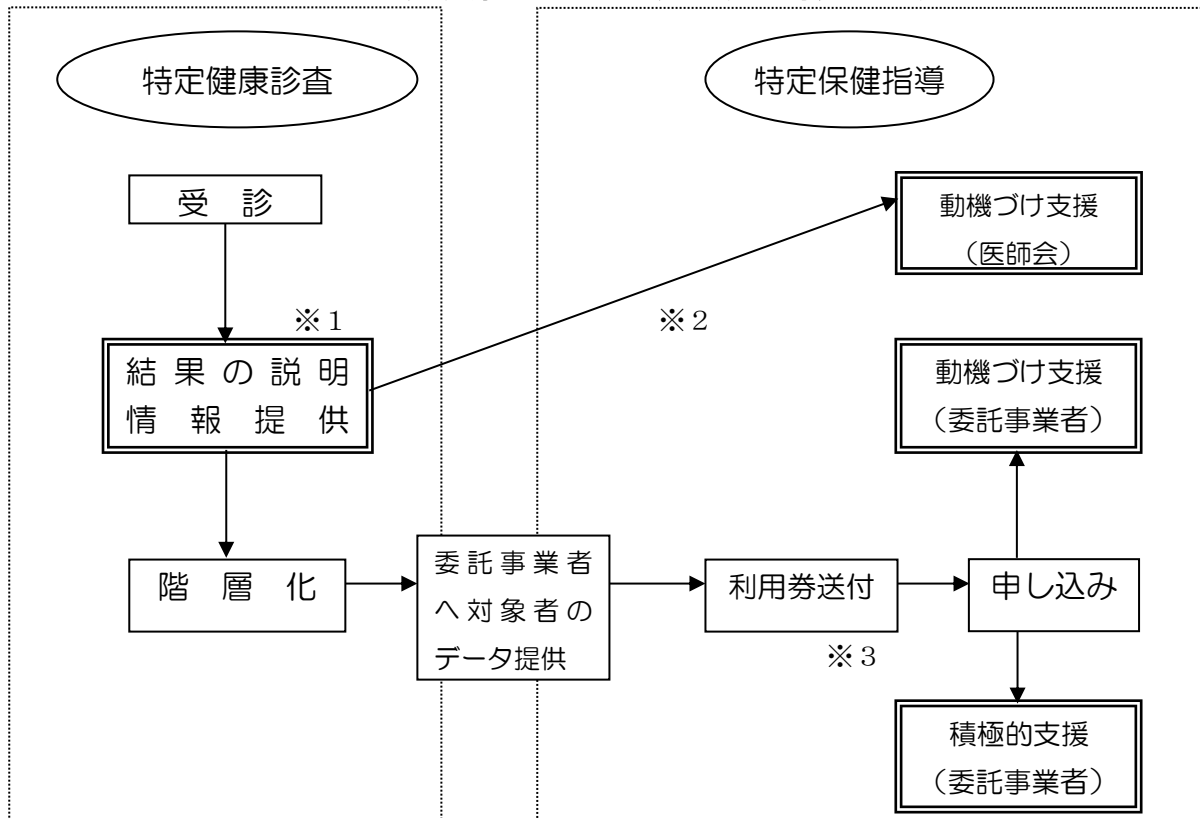 特定健康診査
特定保健指導
受　診
動機づけ支援
（医師会）
※１
※２
結果の説明
情報提供
動機づけ支援
（委託事業者）
階　層　化
委託事業者
へ対象者の
データ提供
利用券送付
申し込み
※３
積極的支援
（委託事業者）